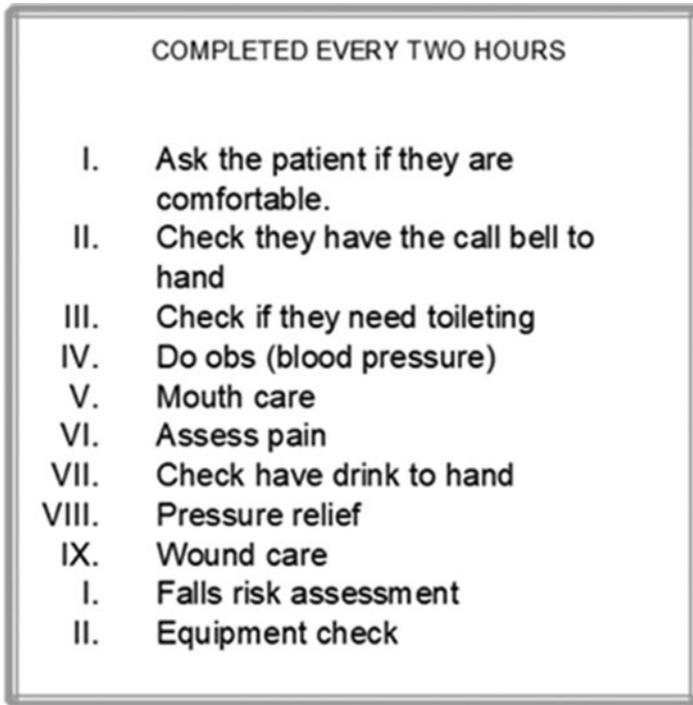 COMPLETED EVERY TWO HOURS
I. Ask the patient if they are
comfortable.
II. Check they have the call bell to
hand
III. Check if they need toileting
IV. Do obs (blood pressure)
V. Mouth care
VI. Assess pain
VII. Check have drink to hand
VIII. Pressure relief
IX. Wound care
I. Falls risk assessment
II. Equipment check